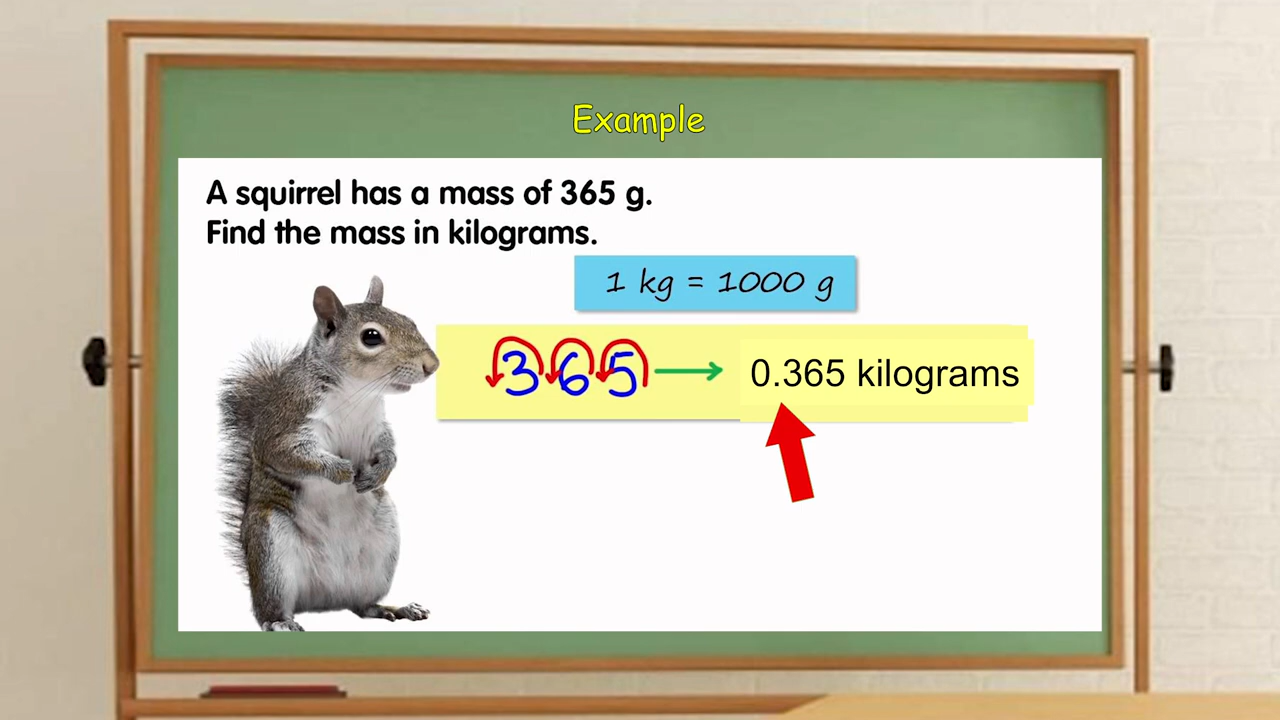 Example
A squirrel has a mass of 365 g.
Find the mass in kilograms.
1 kg = 1000 g
365 → 0.365 kilograms